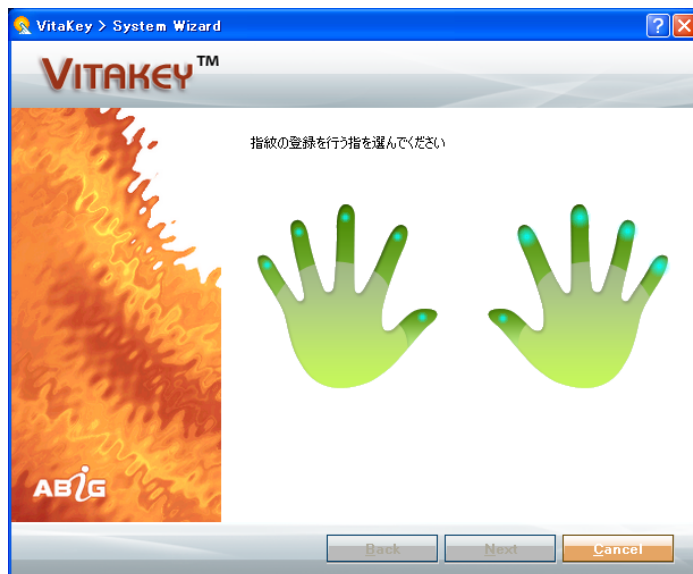 VitaKey > System Wizard
VITAKEY™
指紋の登録を行う指を選んでください
ABiG
Back
Next
Cancel